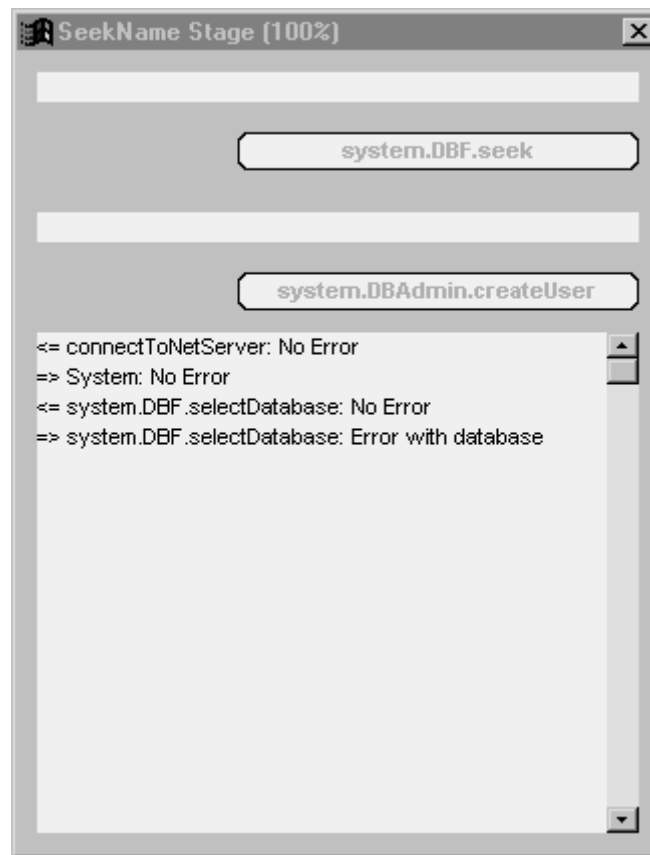 SeekName Stage (100%)
system.DBF.seek
system.DBAdmin.createUser
<= connectToNetServer: No Error
=> System: No Error
<= system.DBF.selectDatabase: No Error
=> system.DBF.selectDatabase: Error with database